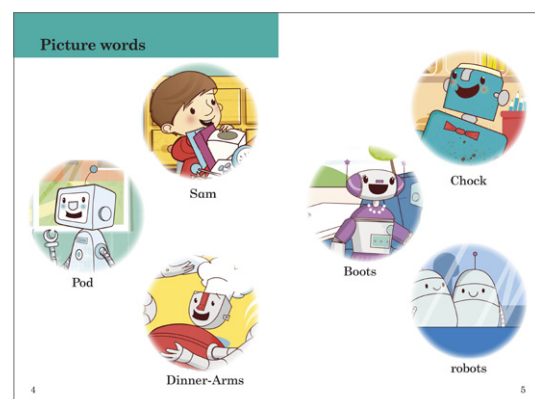 Picture words
Sam
Pod
Dinner-Arms
4
Chock
Boots
robots
5